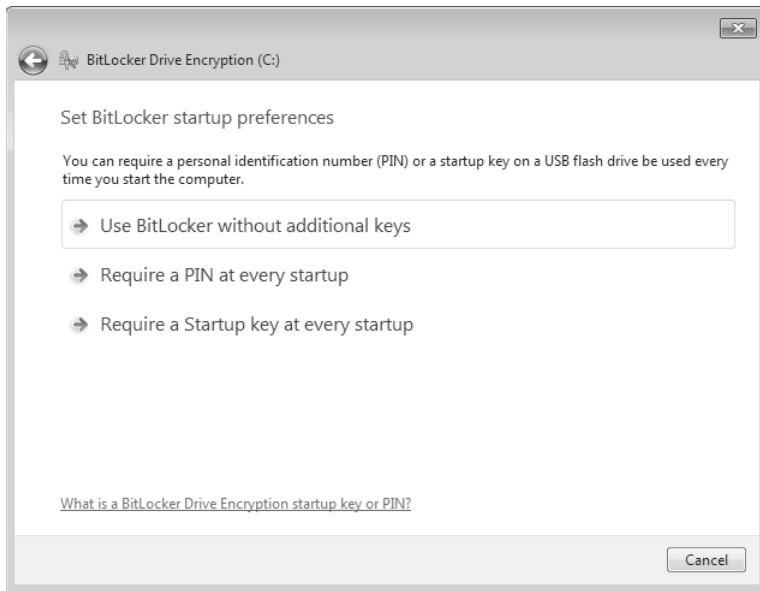 BitLocker Drive Encryption (C:)
Set BitLocker startup preferences
You can require a personal identification number (PIN) or a startup key on a USB flash drive be used every
time you start the computer.
Use BitLocker without additional keys
Require a PIN at every startup
Require a Startup key at every startup
What is a BitLocker Drive Encryption startup key or PIN?
Cancel